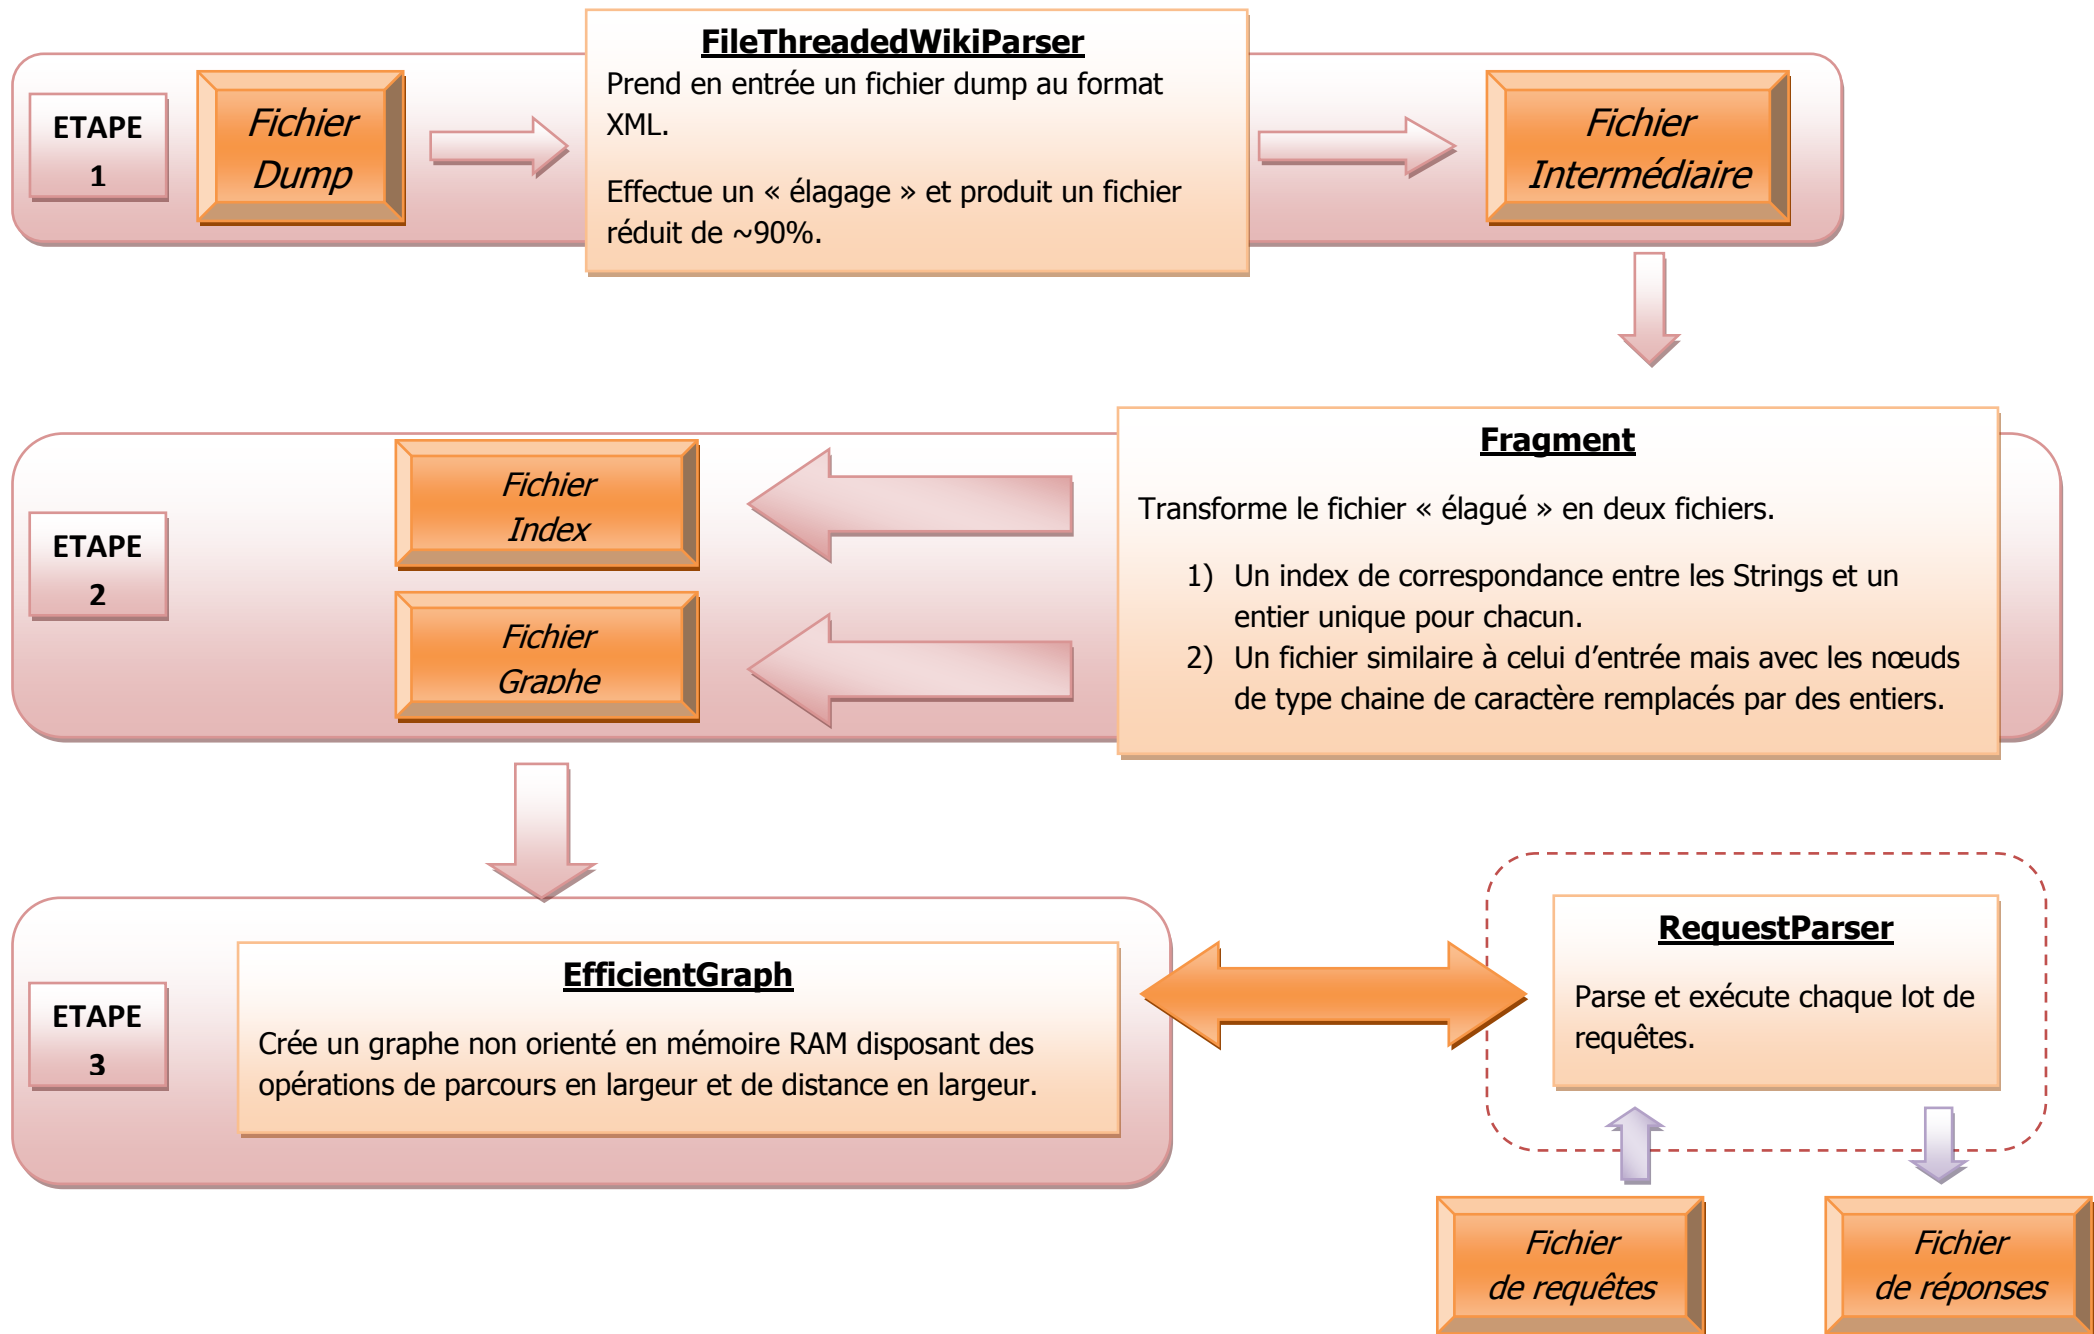 FileThreadedWikiParser
Prend en entrée un fichier dump au format
XML.
Effectue un « élagage » et produit un fichier
réduit de ~90%.
ETAPE
1
Fichier
Dump
Fichier
Intermédiaire
Fragment
Transforme le fichier « élagué » en deux fichiers.
1) Un index de correspondance entre les Strings et un
entier unique pour chacun.
2) Un fichier similaire à celui d’entrée mais avec les nœuds
de type chaine de caractère remplacés par des entiers.
ETAPE
2
Fichier
Index
Fichier
Graphe
ETAPE
3
EfficientGraph
Crée un graphe non orienté en mémoire RAM disposant des
opérations de parcours en largeur et de distance en largeur.
RequestParser
Parse et exécute chaque lot de
requêtes.
Fichier
de requêtes
Fichier
de réponses